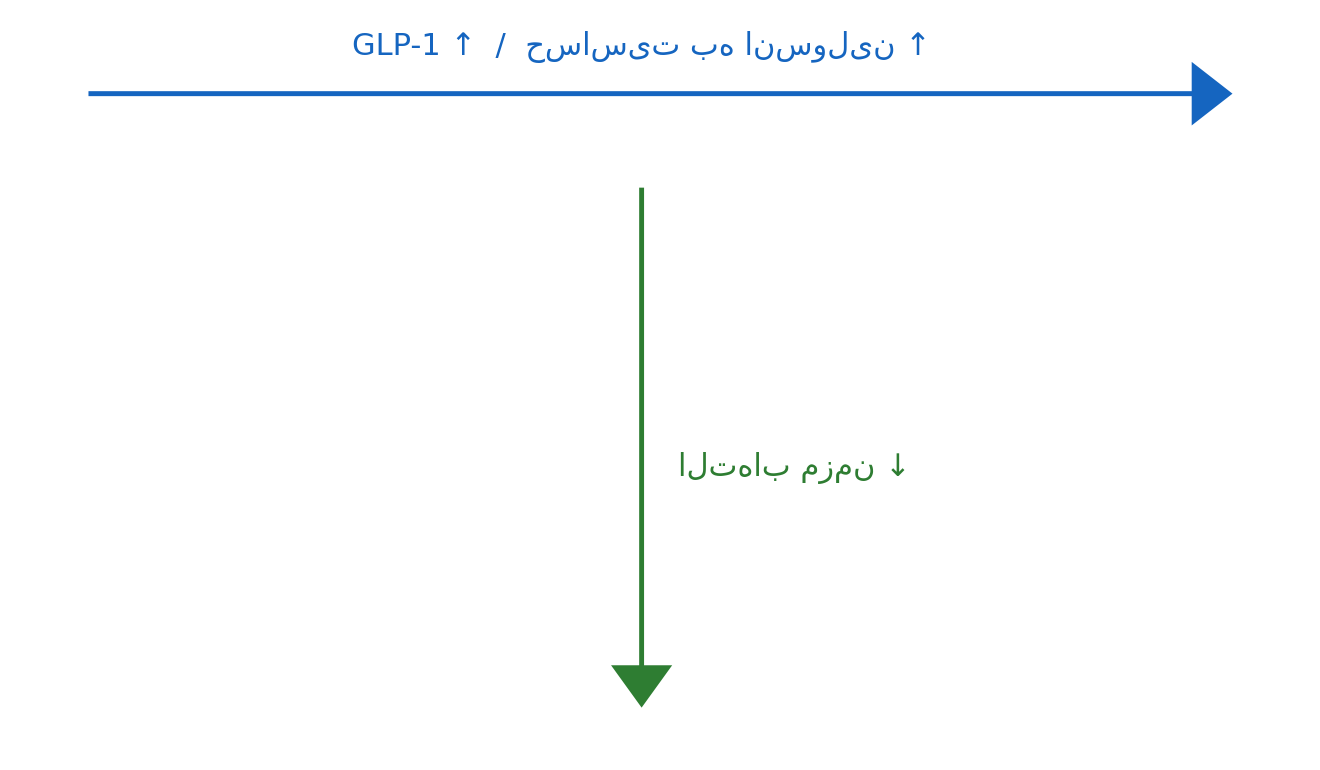 GLP-1 ↑ / حساسیت به انسولین ↑
التهاب مزمن ↓